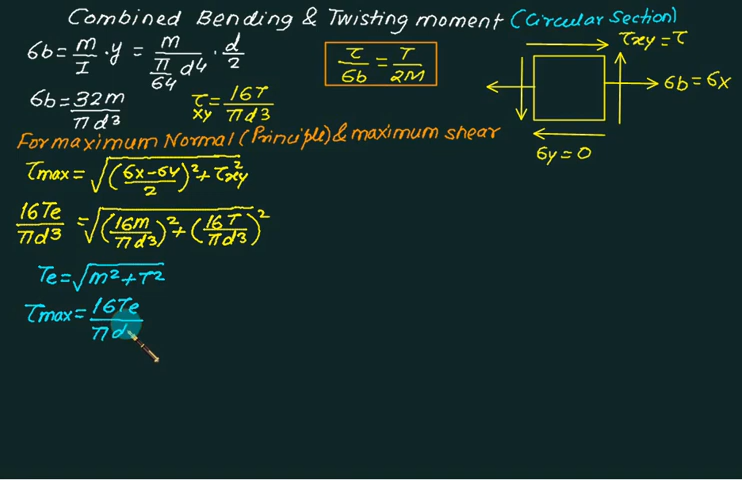 Combined Bending & Twisting moment (Circular Section)
6b = m/I · y = m/(π/64 d4) · d/2
τ/6b = T/2M
τxy = τ
6b = 6x
6b = 32m/πd3
τxy = 16T/πd3
6y = 0
For maximum Normal (Principle) & maximum shear
τmax = √((6x-6y/2)² + τxy²)
16Te/πd3 = √((16m/πd3)² + (16T/πd3)²)
Te = √m² + T²
τmax = 16Te/πd